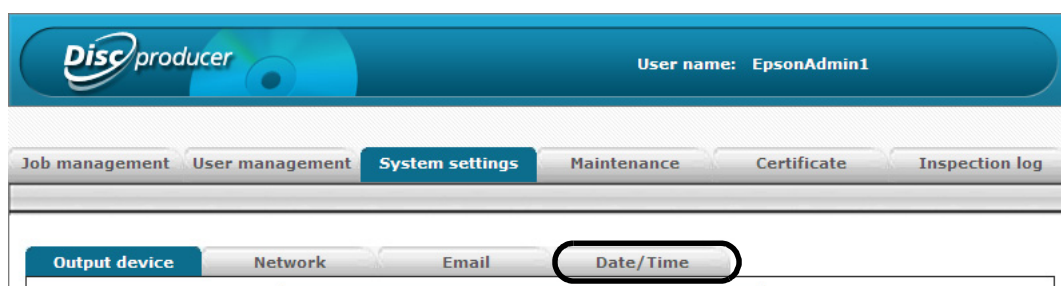 Disc producer
User name: EpsonAdmin1
Job management User management System settings Maintenance Certificate Inspection log
Output device Network Email Date/Time